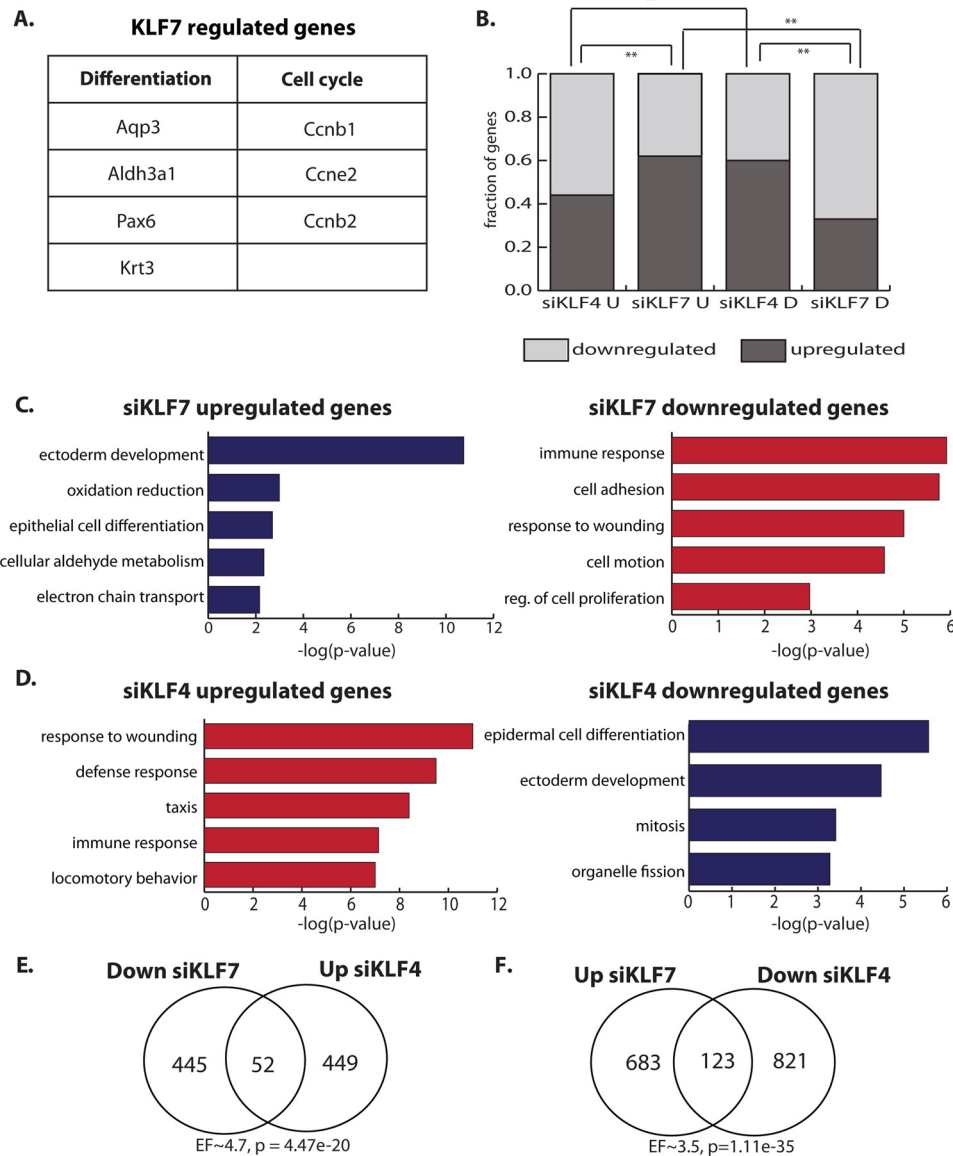 A.
KLF7 regulated genes
Differentiation Cell cycle
Aqp3 Ccnb1
Aldh3a1 Ccne2
Pax6 Ccnb2
Krt3
B.
**
**
**
fraction of genes
1.0
0.8
0.6
0.4
0.2
0.0
siKLF4 U siKLF7 U siKLF4 D siKLF7 D
downregulated upregulated
C.
siKLF7 upregulated genes
ectoderm development
oxidation reduction
epithelial cell differentiation
cellular aldehyde metabolism
electron chain transport
0 2 4 6 8 10 12
-log(p-value)
siKLF7 downregulated genes
immune response
cell adhesion
response to wounding
cell motion
reg. of cell proliferation
0 1 2 3 4 5 6
-log(p-value)
D.
siKLF4 upregulated genes
response to wounding
defense response
taxis
immune response
locomotory behavior
0 2 4 6 8 10 12
-log(p-value)
siKLF4 downregulated genes
epidermal cell differentiation
ectoderm development
mitosis
organelle fission
0 1 2 3 4 5 6
-log(p-value)
E.
Down siKLF7 Up siKLF4
445 52 449
EF~4.7, p = 4.47e-20
F.
Up siKLF7 Down siKLF4
683 123 821
EF~3.5, p=1.11e-35